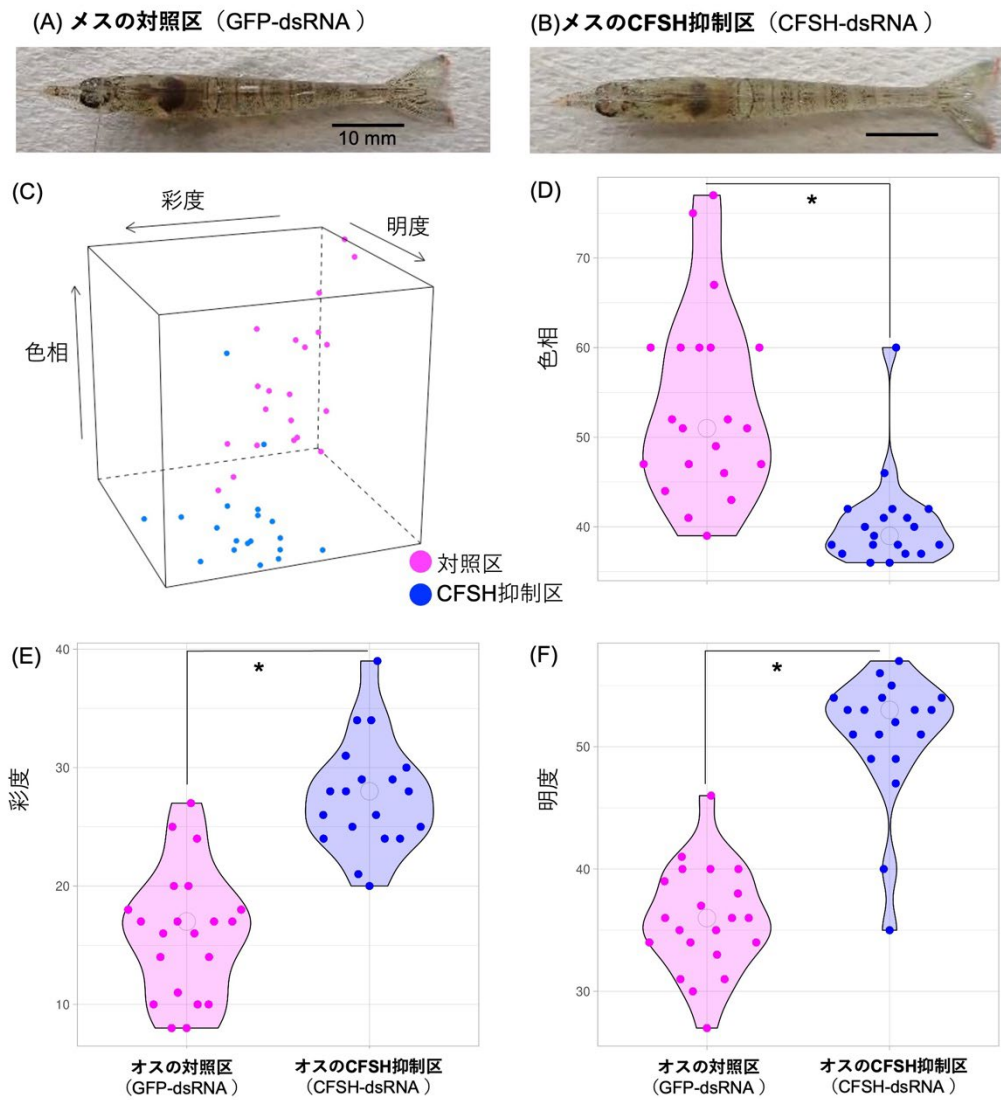 (A) メスの対照区（GFP-dsRNA）
(B)メスのCFSH抑制区（CFSH-dsRNA）
10 mm
(C)
彩度
明度
色相
対照区
CFSH抑制区
(D)
*
色相
70
60
50
40
(E)
*
彩度
40
30
20
10
オスの対照区
（GFP-dsRNA）
オスのCFSH抑制区
（CFSH-dsRNA）
(F)
*
明度
50
40
30
オスの対照区
（GFP-dsRNA）
オスのCFSH抑制区
（CFSH-dsRNA）